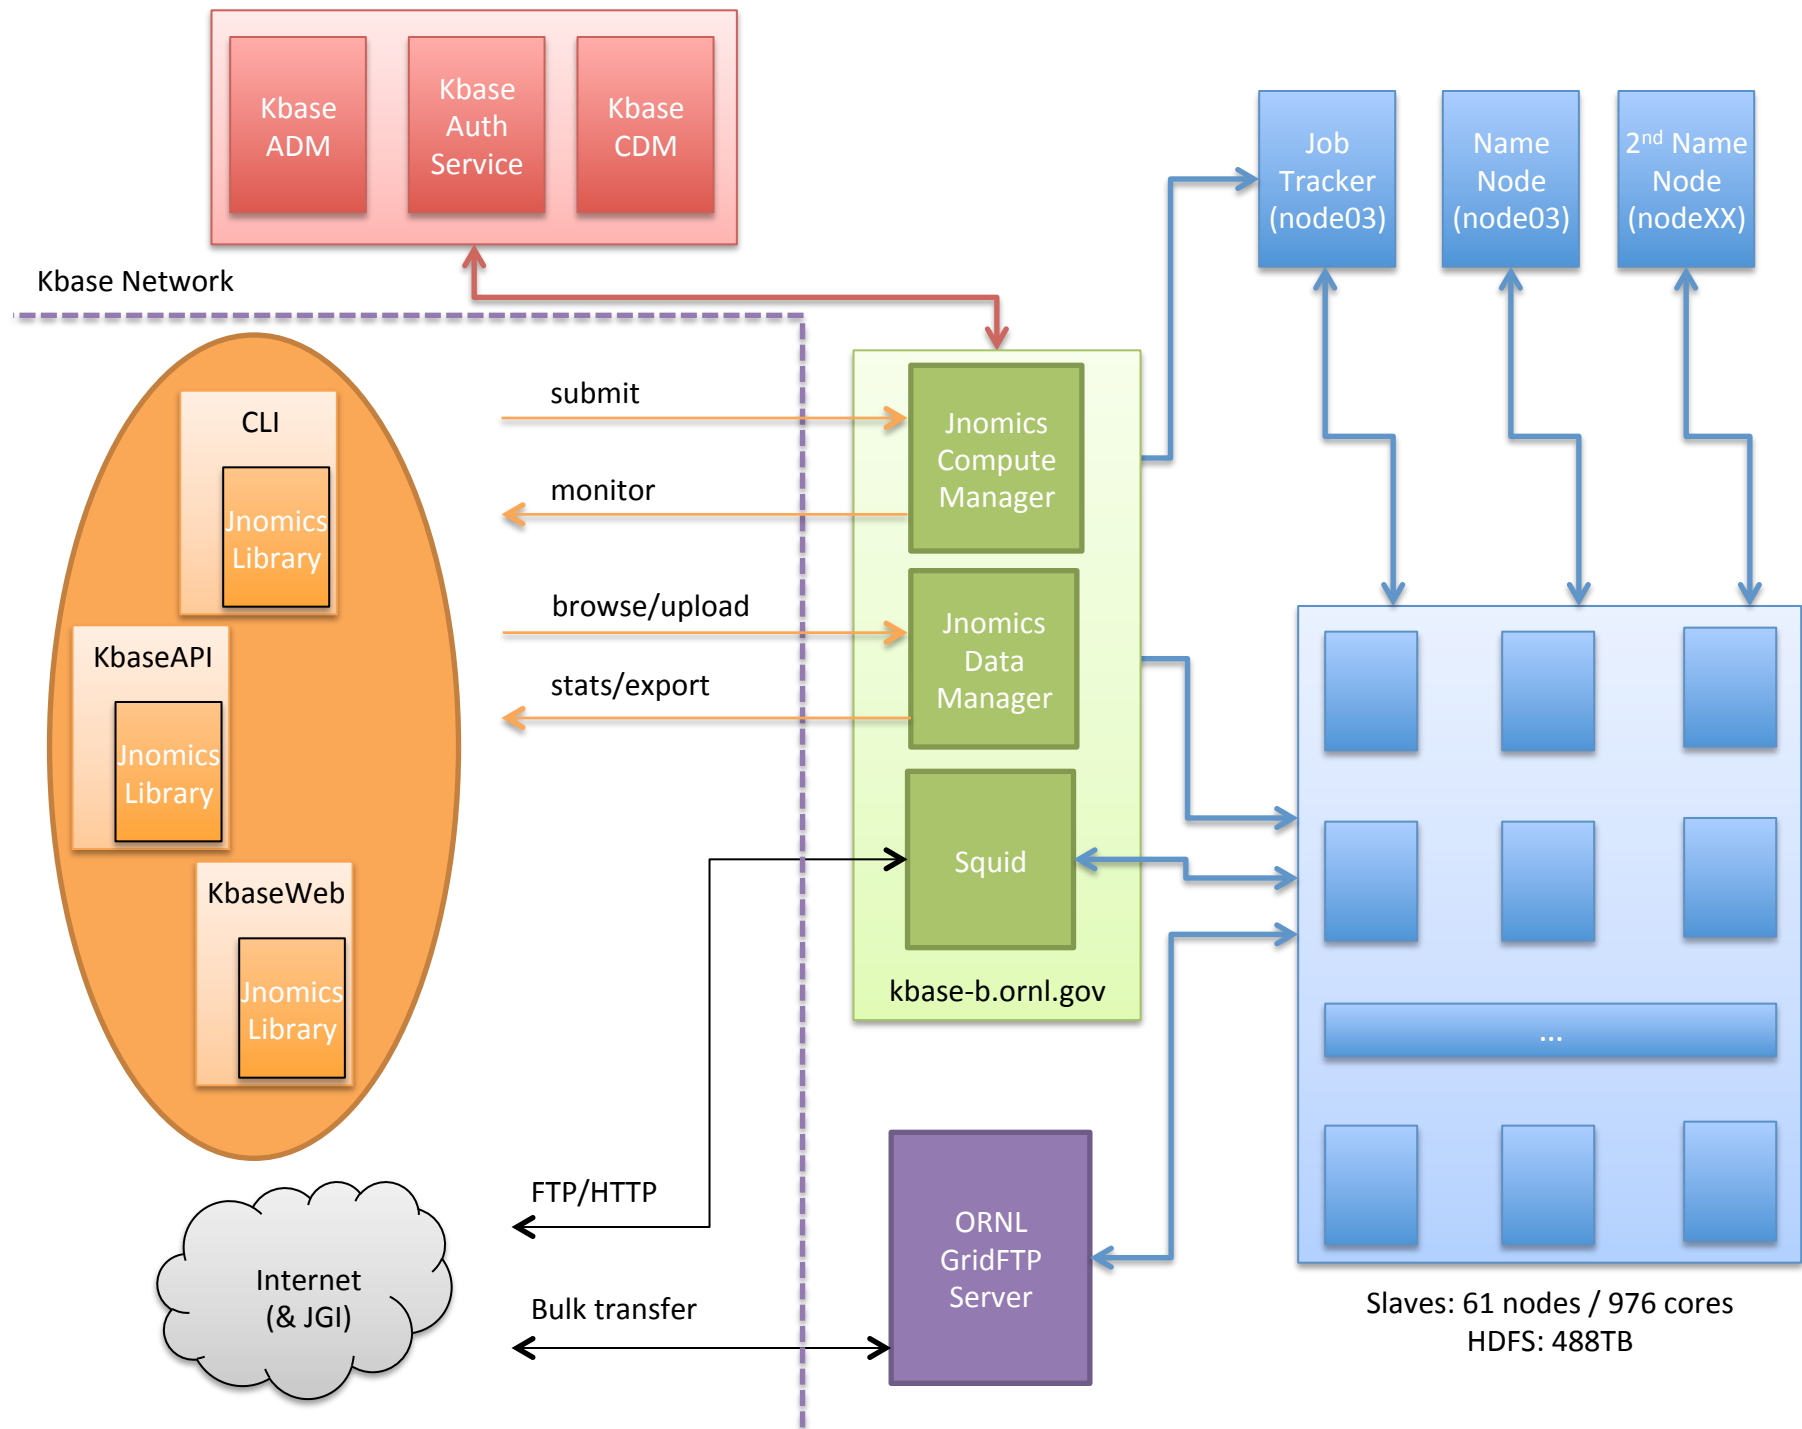 Kbase
ADM
Kbase
Auth
Service
Kbase
CDM
Job
Tracker
(node03)
Name
Node
(node03)
2nd Name
Node
(nodeXX)
Kbase Network
CLI
Jnomics
Library
KbaseAPI
Jnomics
Library
KbaseWeb
Jnomics
Library
submit
monitor
browse/upload
stats/export
Jnomics
Compute
Manager
Jnomics
Data
Manager
Squid
kbase-b.ornl.gov
...
FTP/HTTP
Internet
(& JGI)
Bulk transfer
ORNL
GridFTP
Server
Slaves: 61 nodes / 976 cores
HDFS: 488TB